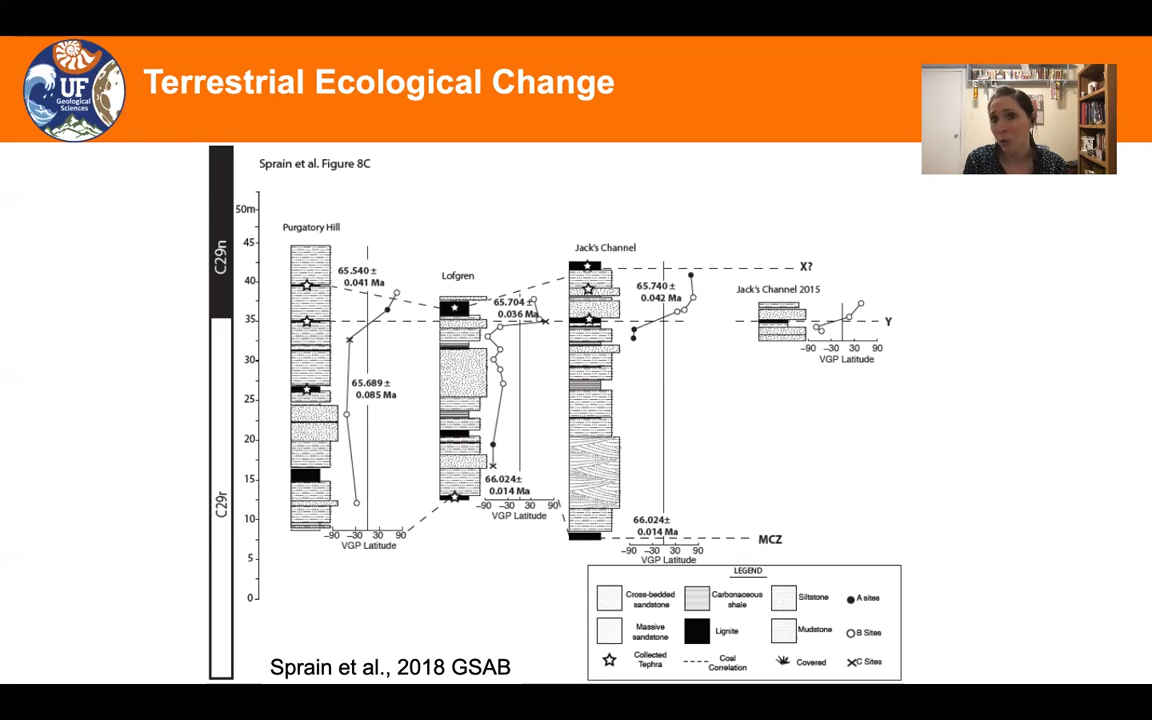 Terrestrial Ecological Change
UF
Geological
Sciences
Sprain et al. Figure 8C
C29n
C29r
50m
45
40
35
30
25
20
15
10
5
0
Purgatory Hill
65.540 ±
0.041 Ma
65.689 ±
0.085 Ma
−90 −30 30 90
VGP Latitude
Lofgren
65.704 ±
0.036 Ma
66.024±
0.014 Ma
−90 −30 30 90
VGP Latitude
Jack's Channel
65.740 ±
0.042 Ma
66.024±
0.014 Ma
−90 −30 30 90
VGP Latitude
X?
Jack's Channel 2015
Y
−90 −30 30 90
VGP Latitude
MCZ
LEGEND
Cross-bedded
sandstone
Carbonaceous
shale
Siltstone
A sites
Massive
sandstone
Lignite
Mudstone
B Sites
Collected
Tephra
Coal
Correlation
Covered
C Sites
Sprain et al., 2018 GSAB